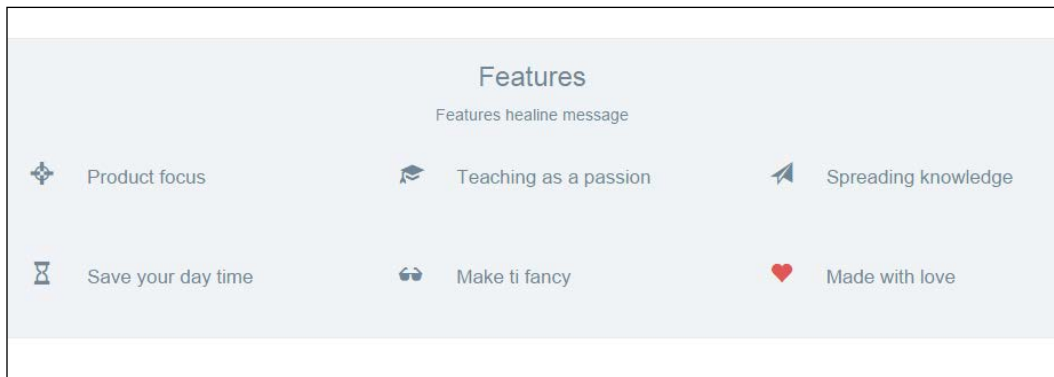 Features
Features healine message
Product focus
Teaching as a passion
Spreading knowledge
Save your day time
Make ti fancy
Made with love